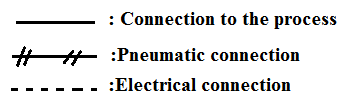 : Connection to the process
:Pneumatic connection
:Electrical connection